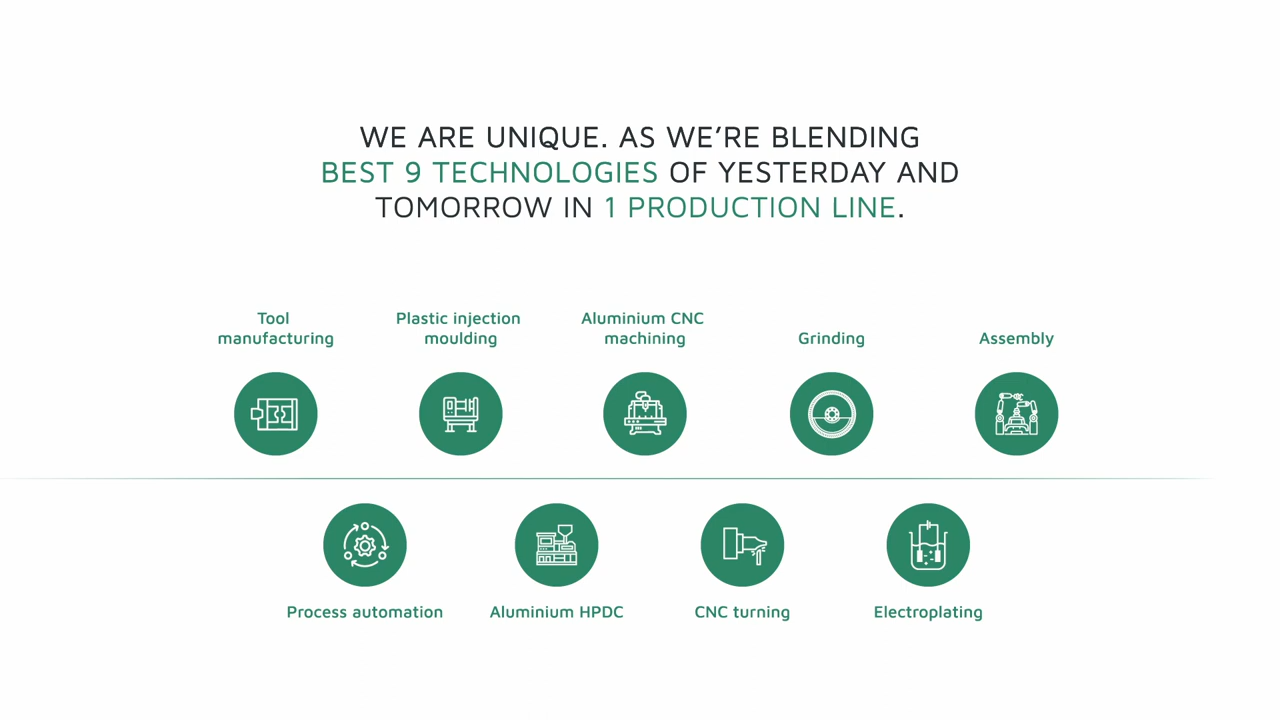 WE ARE UNIQUE. AS WE’RE BLENDING
BEST 9 TECHNOLOGIES OF YESTERDAY AND
TOMORROW IN 1 PRODUCTION LINE.
Tool
manufacturing
Plastic injection
moulding
Aluminium CNC
machining
Grinding
Assembly
Process automation
Aluminium HPDC
CNC turning
Electroplating